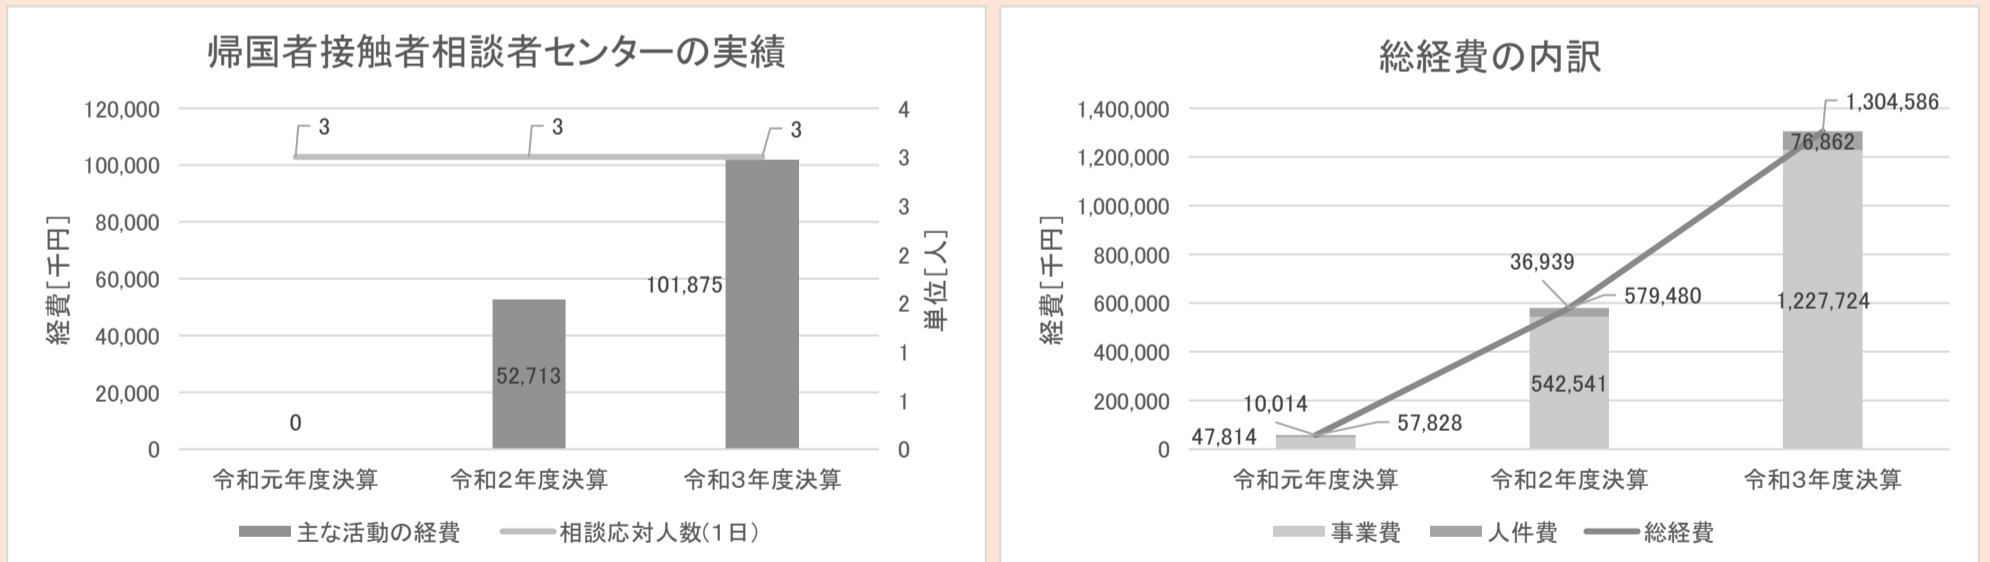 帰国者接触者相談者センターの実績
120,000
100,000
80,000
60,000
40,000
20,000
0
経費[千円]
4
3
3
2
2
1
1
0
単位[人]
3
3
3
0
52,713
101,875
令和元年度決算
令和2年度決算
令和3年度決算
主な活動の経費
相談応対人数(1日)
総経費の内訳
1,400,000
1,200,000
1,000,000
800,000
600,000
400,000
200,000
0
経費[千円]
1,304,586
76,862
1,227,724
36,939
579,480
542,541
10,014
57,828
47,814
令和元年度決算
令和2年度決算
令和3年度決算
事業費
人件費
総経費